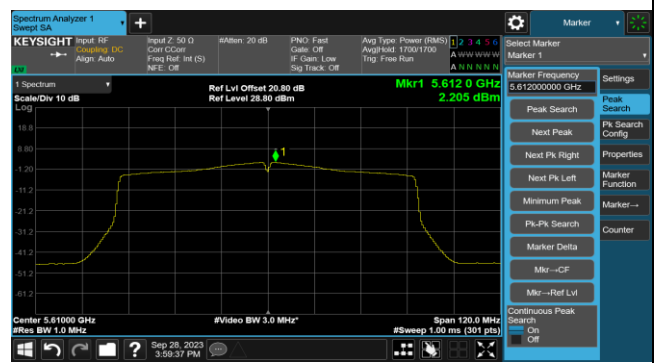 Spectrum Analyzer 1
Swept SA
+
Marker
KEYSIGHT
Input: RF
Coupling: DC
Align: Auto
Input Z: 50 Ω
Corr CCorr
Freq Ref: Int (S)
NFE: Off
#Atten: 20 dB
PNO: Fast
Gate: Off
IF Gain: Low
Sig Track: Off
Avg Type: Power (RMS)
Avg|Hold: 1700/1700
Trig: Free Run
1 2 3 4 5 6
A W W W W W
A N N N N N
Select Marker
Marker 1
1 Spectrum
Scale/Div 10 dB
Log
Ref Lvl Offset 20.80 dB
Ref Level 28.80 dBm
Mkr1 5.612 0 GHz
2.205 dBm
18.8
8.80
-1.20
-11.2
-21.2
-31.2
-41.2
-51.2
-61.2
1
Center 5.61000 GHz
#Res BW 1.0 MHz
#Video BW 3.0 MHz*
Span 120.0 MHz
#Sweep 1.00 ms (301 pts)
Marker Frequency
5.612000000 GHz
Peak Search
Next Peak
Next Pk Right
Next Pk Left
Minimum Peak
Pk-Pk Search
Marker Delta
Mkr→CF
Mkr→Ref Lvl
Continuous Peak
Search
On
Off
Settings
Peak
Search
Pk Search
Config
Properties
Marker
Function
Marker→
Counter
?
Sep 28, 2023
3:59:37 PM